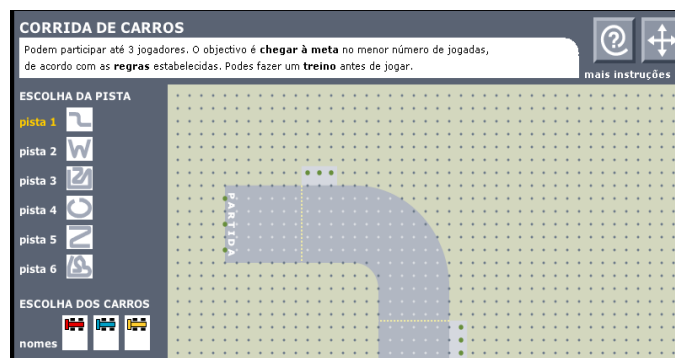 CORRIDA DE CARROS
Podem participar até 3 jogadores. O objectivo é chegar à meta no menor número de jogadas,
de acordo com as regras estabelecidas. Podes fazer um treino antes de jogar.
mais instruções
ESCOLHA DA PISTA
pista 1
pista 2
pista 3
pista 4
pista 5
pista 6
PARTIDA
ESCOLHA DOS CARROS
nomes